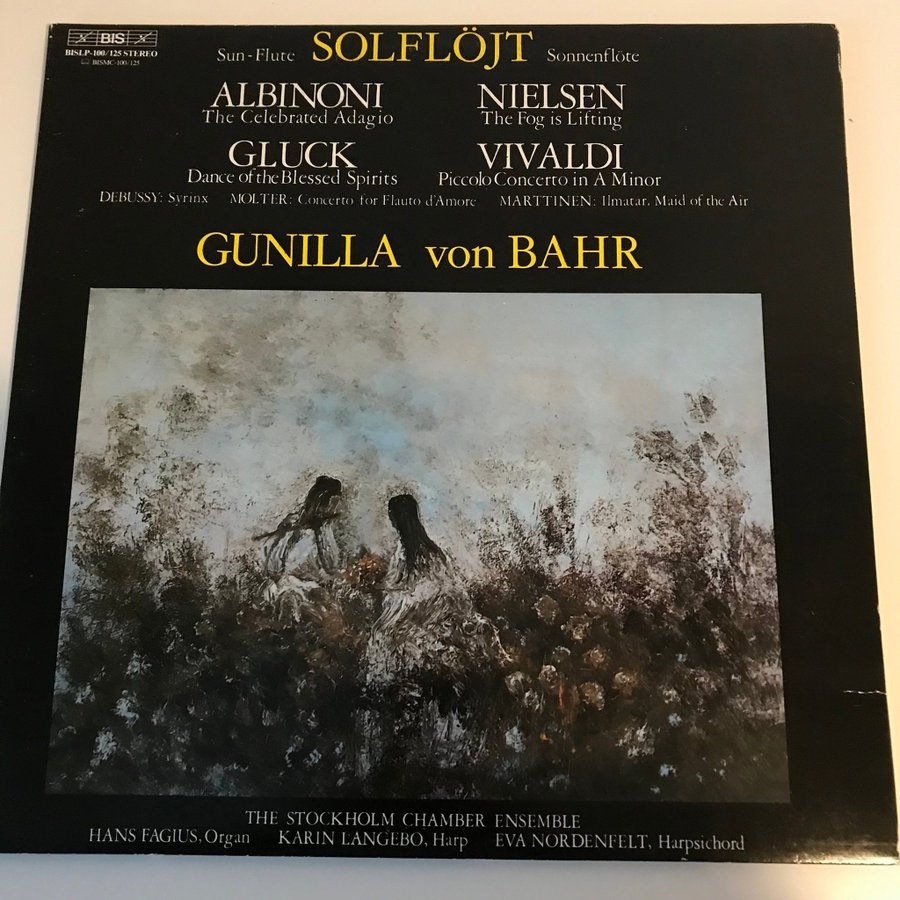 BIS
BISLP-100/125 STEREO
BISMC-100/125
Sun-Flute SOLFLÖJT Sonnenflöte
ALBINONI NIELSEN
The Celebrated Adagio The Fog is Lifting
GLUCK VIVALDI
Dance of the Blessed Spirits Piccolo Concerto in A Minor
DEBUSSY: Syrinx MOLTER: Concerto for Flauto d'Amore MARTTINEN: Ilmatar, Maid of the Air
GUNILLA von BAHR
THE STOCKHOLM CHAMBER ENSEMBLE
HANS FAGIUS, Organ KARIN LANGEBO, Harp EVA NORDENFELT, Harpsichord